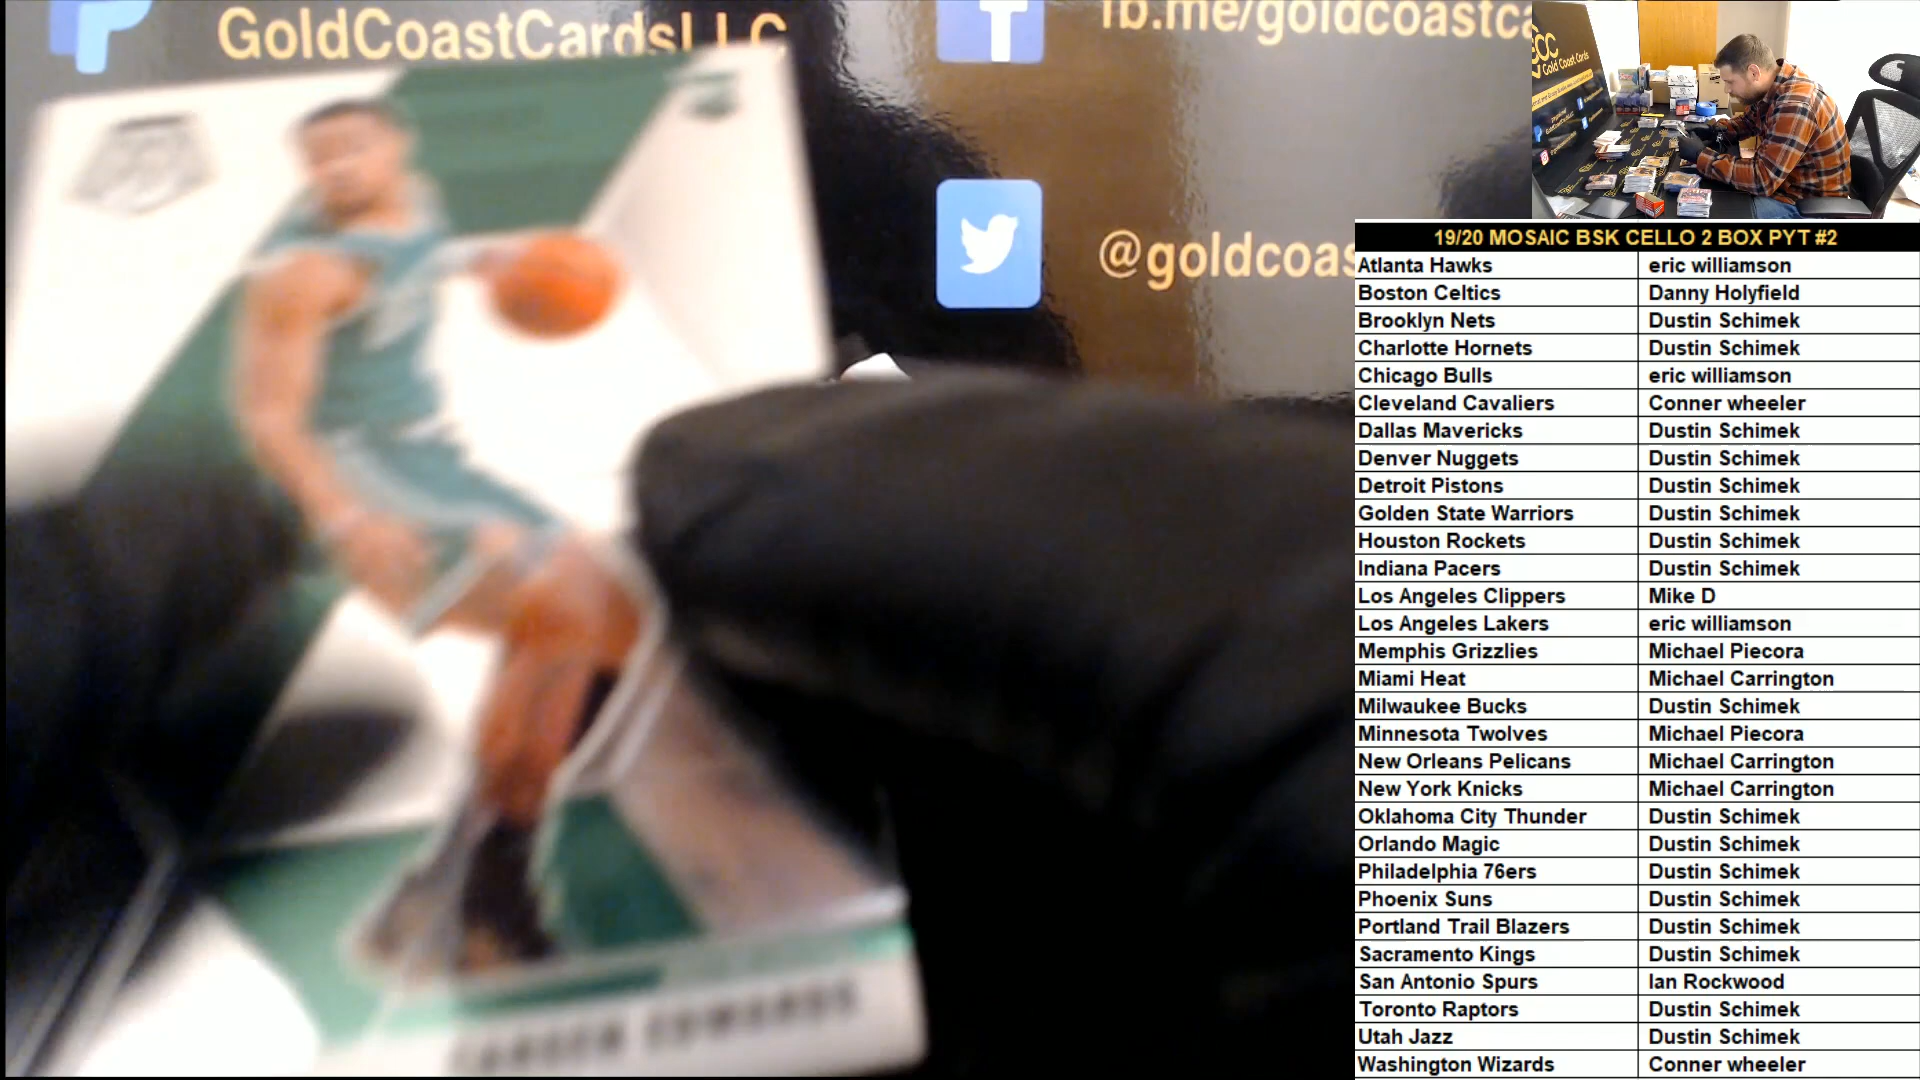 GoldCoastCardsLLC
fb.me/goldcoastca
@goldcoas
GCC
Gold Coast Cards
19/20 MOSAIC BSK CELLO 2 BOX PYT #2
Atlanta Hawks eric williamson
Boston Celtics Danny Holyfield
Brooklyn Nets Dustin Schimek
Charlotte Hornets Dustin Schimek
Chicago Bulls eric williamson
Cleveland Cavaliers Conner wheeler
Dallas Mavericks Dustin Schimek
Denver Nuggets Dustin Schimek
Detroit Pistons Dustin Schimek
Golden State Warriors Dustin Schimek
Houston Rockets Dustin Schimek
Indiana Pacers Dustin Schimek
Los Angeles Clippers Mike D
Los Angeles Lakers eric williamson
Memphis Grizzlies Michael Piecora
Miami Heat Michael Carrington
Milwaukee Bucks Dustin Schimek
Minnesota Twolves Michael Piecora
New Orleans Pelicans Michael Carrington
New York Knicks Michael Carrington
Oklahoma City Thunder Dustin Schimek
Orlando Magic Dustin Schimek
Philadelphia 76ers Dustin Schimek
Phoenix Suns Dustin Schimek
Portland Trail Blazers Dustin Schimek
Sacramento Kings Dustin Schimek
San Antonio Spurs Ian Rockwood
Toronto Raptors Dustin Schimek
Utah Jazz Dustin Schimek
Washington Wizards Conner wheeler
CARSEN EDWARDS